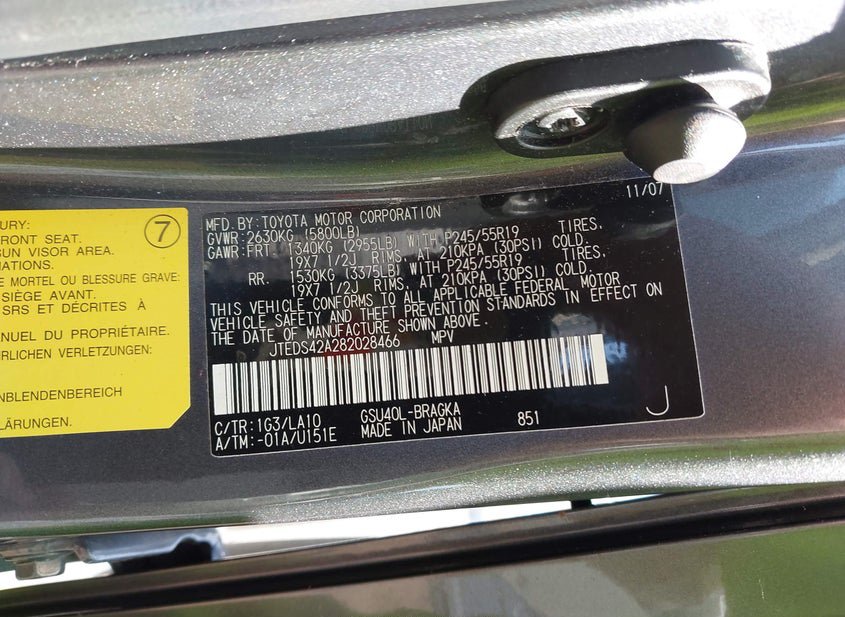 URY:
7
FRONT SEAT.
SUN VISOR AREA.
MATIONS.
E MORTEL OU BLESSURE GRAVE:
SIÈGE AVANT.
SRS ET DÉCRITES À
NUEL DU PROPRIÉTAIRE.
RLICHEN VERLETZUNGEN
NBLENDENBEREICH
LÄRUNGEN.
11/07
MFD.BY:TOYOTA MOTOR CORPORATION
GVWR:2630KG (5800LB)
GAWR:FRT. 1340KG (2955LB) WITH P245/55R19 TIRES,
19X7 1/2J RIMS, AT 210KPA (30PSI) COLD.
RR. 1530KG (3375LB) WITH P245/55R19 TIRES,
19X7 1/2J RIMS, AT 210KPA (30PSI) COLD.
THIS VEHICLE CONFORMS TO ALL APPLICABLE FEDERAL MOTOR
VEHICLE SAFETY AND THEFT PREVENTION STANDARDS IN EFFECT ON
THE DATE OF MANUFACTURE SHOWN ABOVE.
JTEDS42A282028466 MPV
C/TR:1G3/LA10 GSU40L-BRAGKA 851
A/TM:-01A/U151E MADE IN JAPAN
J